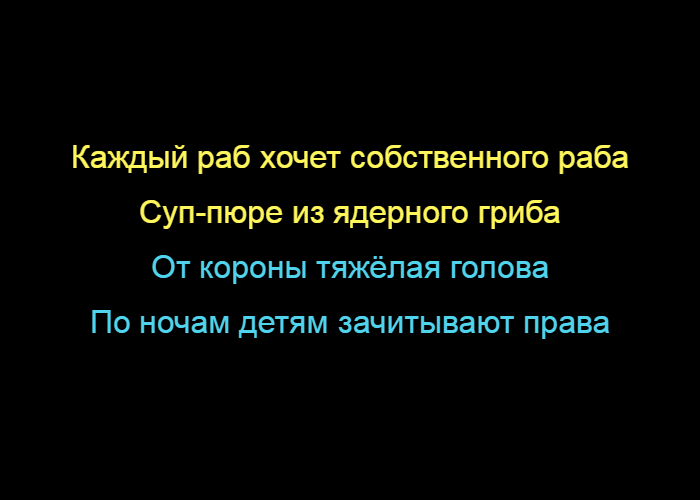 Каждый раб хочет собственного раба
Суп-пюре из ядерного гриба
От короны тяжёлая голова
По ночам детям зачитывают права